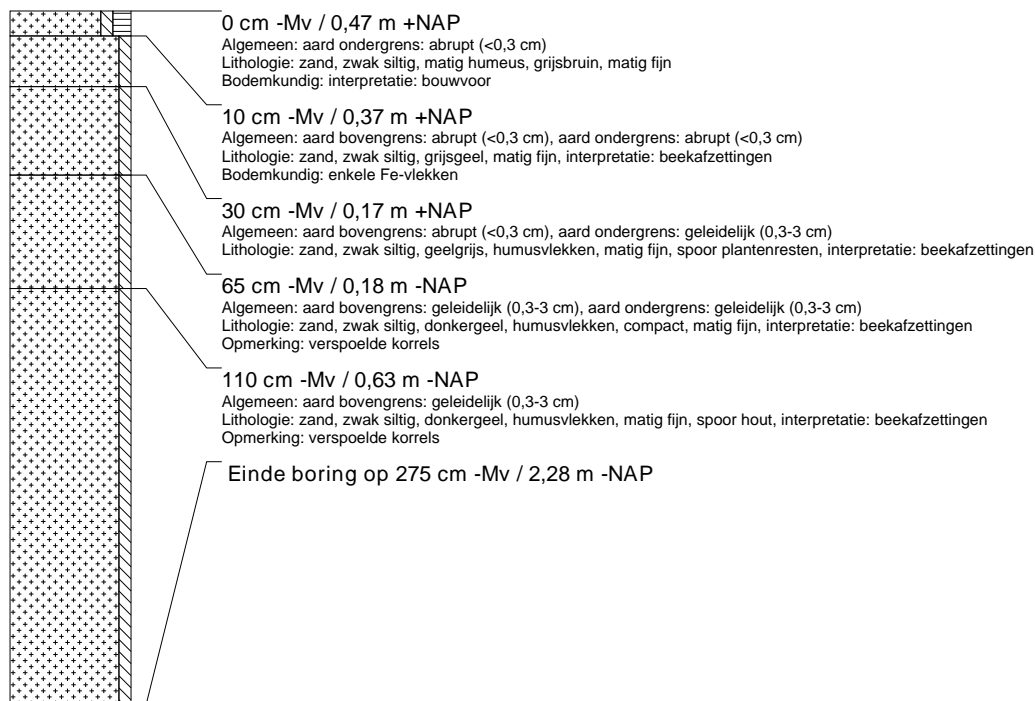 0 cm -Mv / 0,47 m +NAP
Algemeen: aard ondergrens: abrupt (<0,3 cm)
Lithologie: zand, zwak siltig, matig humeus, grijsbruin, matig fijn
Bodemkundig: interpretatie: bouwvoor
10 cm -Mv / 0,37 m +NAP
Algemeen: aard bovengrens: abrupt (<0,3 cm), aard ondergrens: abrupt (<0,3 cm)
Lithologie: zand, zwak siltig, grijsgeel, matig fijn, interpretatie: beekafzettingen
Bodemkundig: enkele Fe-vlekken
30 cm -Mv / 0,17 m +NAP
Algemeen: aard bovengrens: abrupt (<0,3 cm), aard ondergrens: geleidelijk (0,3-3 cm)
Lithologie: zand, zwak siltig, geelgrijs, humusvlekken, matig fijn, spoor plantenresten, interpretatie: beekafzettingen
65 cm -Mv / 0,18 m -NAP
Algemeen: aard bovengrens: geleidelijk (0,3-3 cm), aard ondergrens: geleidelijk (0,3-3 cm)
Lithologie: zand, zwak siltig, donkergeel, humusvlekken, compact, matig fijn, interpretatie: beekafzettingen
Opmerking: verspoelde korrels
110 cm -Mv / 0,63 m -NAP
Algemeen: aard bovengrens: geleidelijk (0,3-3 cm)
Lithologie: zand, zwak siltig, donkergeel, humusvlekken, matig fijn, spoor hout, interpretatie: beekafzettingen
Opmerking: verspoelde korrels
Einde boring op 275 cm -Mv / 2,28 m -NAP